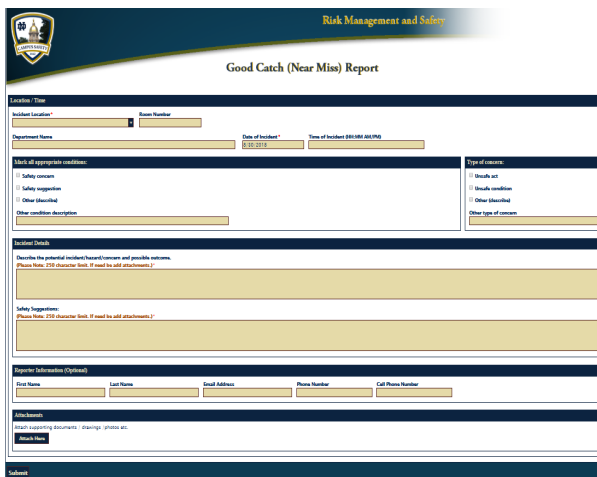 Risk Management and Safety
CAMPUS SAFETY
Good Catch (Near Miss) Report
Location / Time
Incident Location*
Room Number
Department Name
Date of Incident*
Time of Incident (HH:MM AM/PM)
8/30/2018
Mark all appropriate conditions:
Safety concern
Safety suggestion
Other (describe)
Other condition description
Type of concern:
Unsafe act
Unsafe condition
Other (describe)
Other type of concern
Incident Details
Describe the potential incident/hazard/concern and possible outcome.
(Please Note: 250 character limit. If need be add attachments.)*
Safety Suggestions:
(Please Note: 250 character limit. If need be add attachments.)*
Reporter Information (Optional)
First Name
Last Name
Email Address
Phone Number
Cell Phone Number
Attachments
Attach supporting documents / drawings /photos etc.
Attach Here
Submit